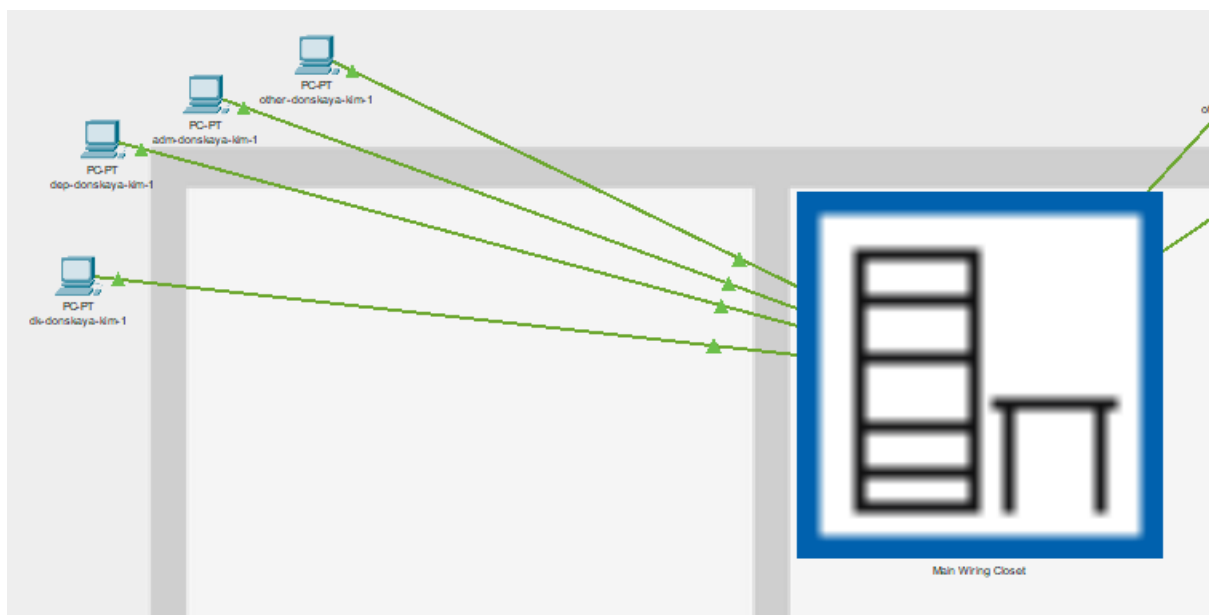 PC-PT
other-donskaya-kim-1
PC-PT
adm-donskaya-kim-1
PC-PT
dep-donskaya-kim-1
PC-PT
dk-donskaya-kim-1
Main Wiring Closet